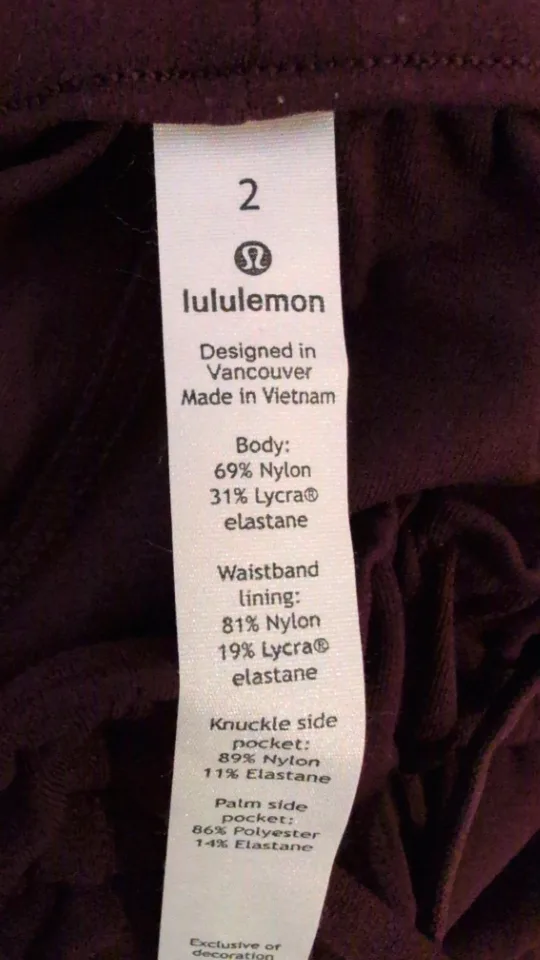 2
lululemon
Designed in
Vancouver
Made in Vietnam
Body:
69% Nylon
31% Lycra®
elastane
Waistband
lining:
81% Nylon
19% Lycra®
elastane
Knuckle side
pocket:
89% Nylon
11% Elastane
Palm side
pocket:
86% Polyester
14% Elastane
Exclusive of
decoration